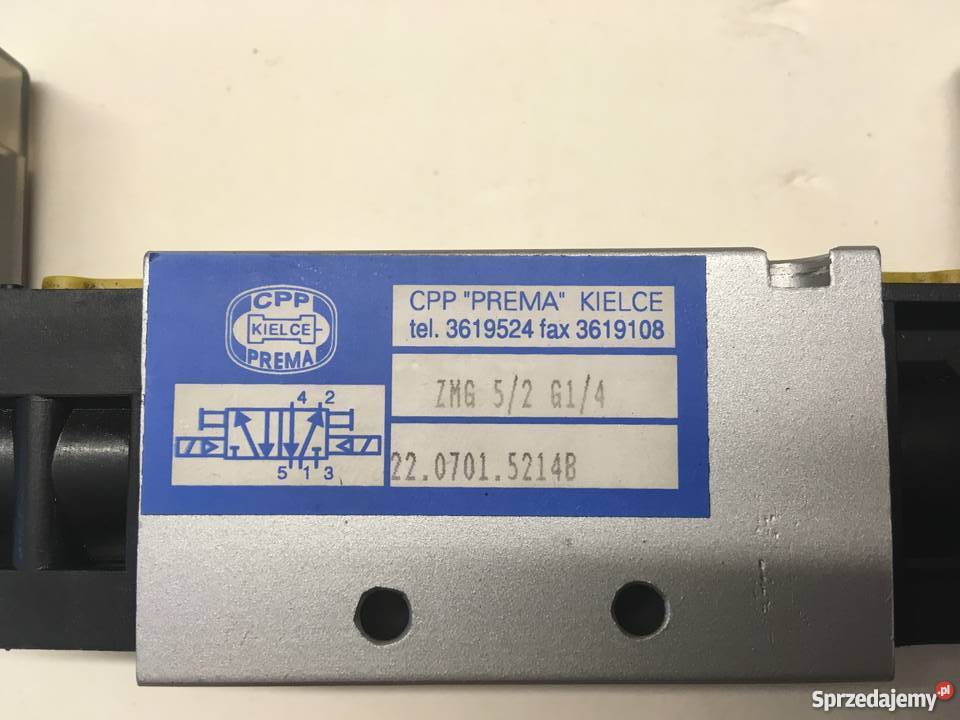 CPP
KIELCE
PREMA
CPP "PREMA" KIELCE
tel. 3619524 fax 3619108
ZMG 5/2 G1/4
4 2
5 1 3
22.0701.5214B
Sprzedajemy.pl